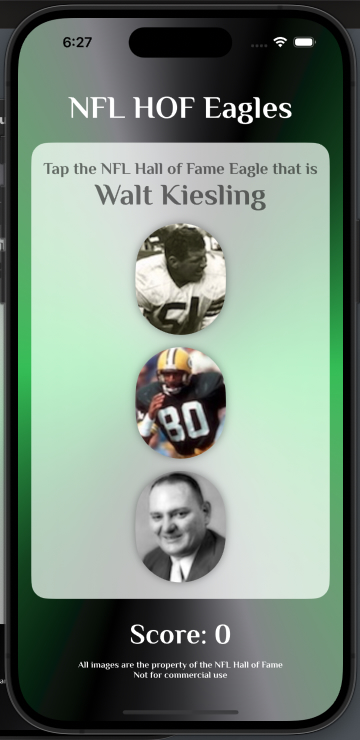 6:27
NFL HOF Eagles
Tap the NFL Hall of Fame Eagle that is
Walt Kiesling
80
Score: 0
All images are the property of the NFL Hall of Fame
Not for commercial use